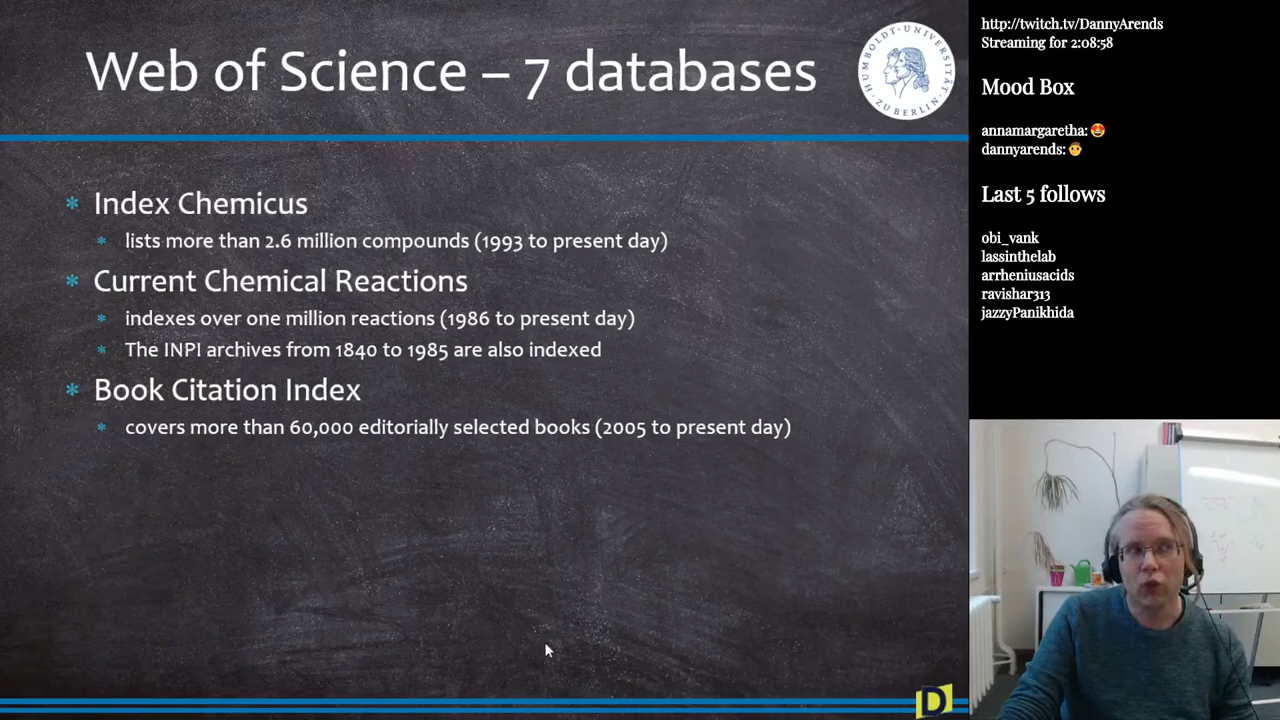 Web of Science – 7 databases
HUMBOLDT-UNIVERSITÄT ZU BERLIN
Index Chemicus
lists more than 2.6 million compounds (1993 to present day)
Current Chemical Reactions
indexes over one million reactions (1986 to present day)
The INPI archives from 1840 to 1985 are also indexed
Book Citation Index
covers more than 60,000 editorially selected books (2005 to present day)
D
http://twitch.tv/DannyArends
Streaming for 2:08:58
Mood Box
annamargaretha: 😍
dannyarends: 👨
Last 5 follows
obi_vank
lassinthelab
arrheniusacids
ravishar313
jazzyPanikhida